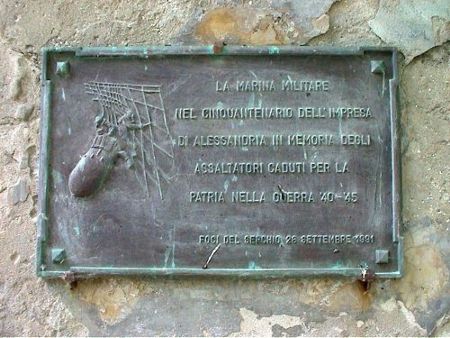 LA MARINA MILITARE
NEL CINQUANTENARIO DELL'IMPRESA
DI ALESSANDRIA IN MEMORIA DEGLI
ASSALTATORI CADUTI PER LA
PATRIA NELLA GUERRA '40-'45
FOCI DEL SERCHIO 28 SETTEMBRE 1991